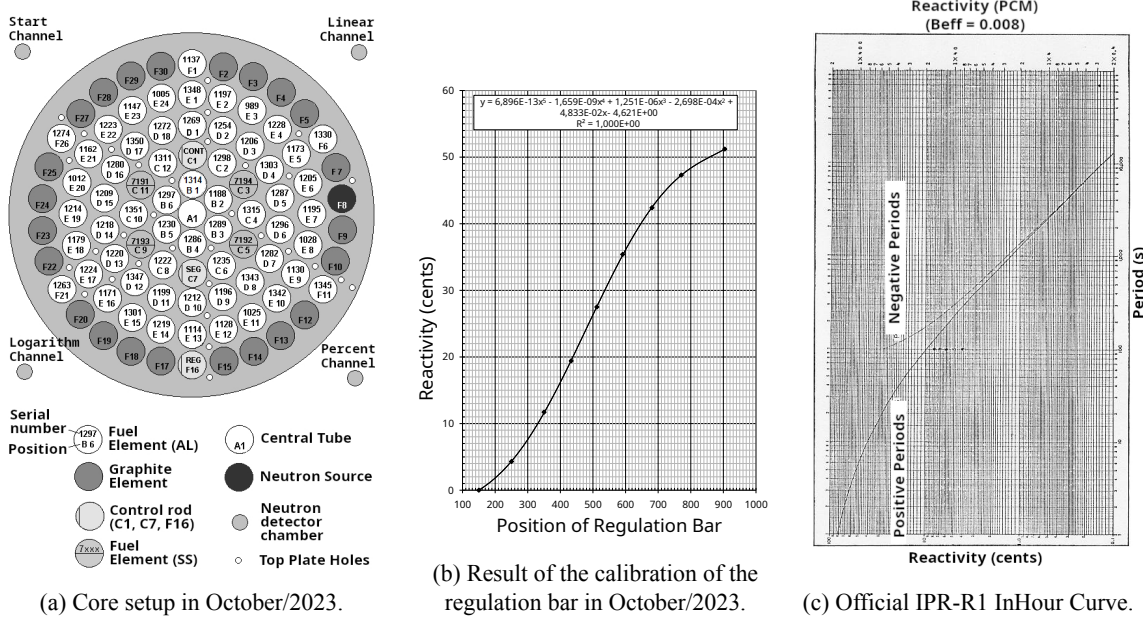 Start
Channel
Linear
Channel
1137
F1
F30
F2
F29
F3
F28
F4
F27
F5
1348
E 1
1005
E 24
1197
E 2
1147
E 23
989
E 3
1223
E 22
1228
E 4
1274
F26
1330
F6
1269
D 1
1272
D 18
1254
D 2
1350
D 17
1206
D 3
1162
E 21
1173
E 5
CONT
C1
1311
C 12
1298
C 2
1280
D 16
1303
D 4
F25
F 7
1012
E 20
7191
C 11
1314
B 1
7194
C 3
1205
E 6
F24
1209
D 15
1297
B 6
1188
B 2
1287
D 5
F8
1214
E 19
1351
C 10
A1
1315
C 4
1195
E 7
F23
1218
D 14
1230
B 5
1289
B 3
1296
D 6
F9
1179
E 18
7193
C 9
1286
B 4
7192
C 5
1028
E 8
F22
1220
D 13
1222
C 8
SEG
C7
1235
C 6
1282
D 7
F10
1224
E 17
1347
D 12
1343
D 8
1130
E 9
1263
F21
1171
E 16
1199
D 11
1212
D 10
1196
D 9
1342
E 10
1345
F11
F20
1301
E 15
1219
E 14
1114
E 13
1128
E 12
1025
E 11
F12
F19
F18
F17
REG
F16
F15
F14
F13
Logarithm
Channel
Percent
Channel
Serial
number
Position
1297
B 6
Fuel
Element (AL)
A1
Central Tube
Graphite
Element
Neutron Source
Control rod
(C1, C7, F16)
Neutron
detector
chamber
7xxx
Fuel
Element (SS)
Top Plate Holes
(a) Core setup in October/2023.
y = 6,896E-13x⁵ - 1,659E-09x⁴ + 1,251E-06x³ - 2,698E-04x² +
4,833E-02x- 4,621E+00
R² = 1,000E+00
Reactivity (cents)
60
50
40
30
20
10
0
100 200 300 400 500 600 700 800 900 1000
Position of Regulation Bar
(b) Result of the calibration of the
regulation bar in October/2023.
Reactivity (PCM)
(Beff = 0.008)
Negative Periods
Positive Periods
Period (s)
Reactivity (cents)
(c) Official IPR-R1 InHour Curve.